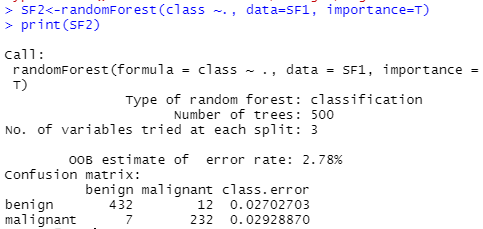 > SF2<-randomForest(class ~., data=SF1, importance=T)
> print(SF2)
Call:
randomForest(formula = class ~ ., data = SF1, importance =
T)
Type of random forest: classification
Number of trees: 500
No. of variables tried at each split: 3
OOB estimate of error rate: 2.78%
Confusion matrix:
benign malignant class.error
benign 432 12 0.02702703
malignant 7 232 0.02928870